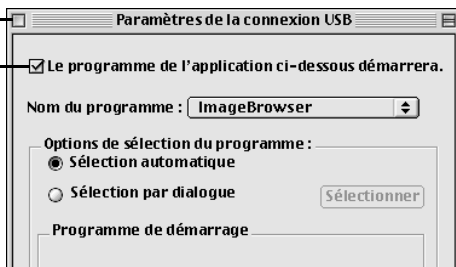 Paramètres de la connexion USB
Le programme de l'application ci-dessous démarrera.
Nom du programme : ImageBrowser
Options de sélection du programme :
Sélection automatique
Sélection par dialogue Sélectionner
Programme de démarrage